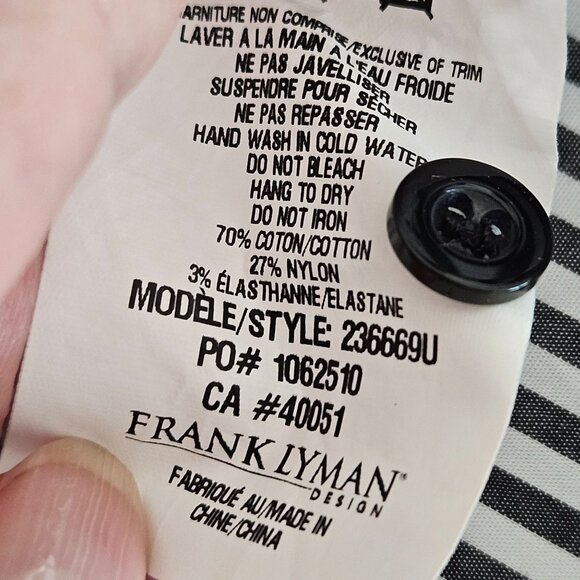 ARNITURE NON COMPRISE/EXCLUSIVE OF TRIM
LAVER A LA MAIN A L'EAU FROIDE
NE PAS JAVELLISER
SUSPENDRE POUR SÉCHER
NE PAS REPASSER
HAND WASH IN COLD WATER
DO NOT BLEACH
HANG TO DRY
DO NOT IRON
70% COTON/COTTON
27% NYLON
3% ÉLASTHANNE/ELASTANE
MODÈLE/STYLE: 236669U
PO# 1062510
CA #40051
FRANK LYMAN
DESIGN
FABRIQUÉ AU/MADE IN
CHINE/CHINA